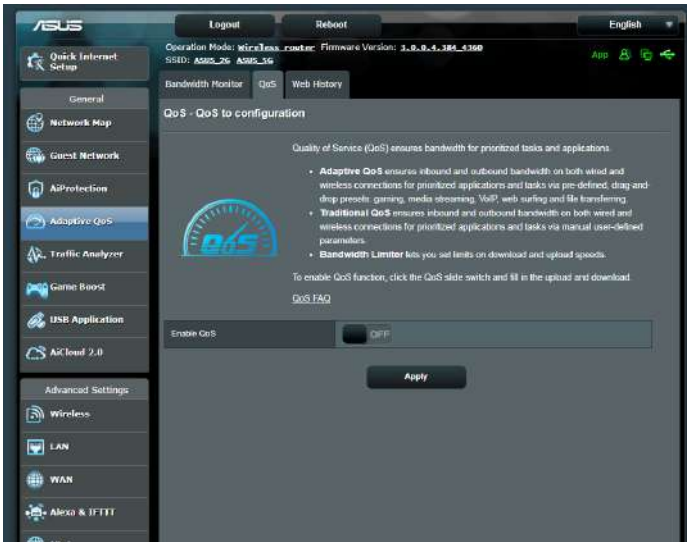 ASUS
Logout
Reboot
English
Quick Internet
Setup
Operation Mode: Wireless router Firmware Version: 3.0.0.4.384_4360
SSID: ASUS_2G ASUS_5G
App
Bandwidth Monitor
QoS
Web History
General
Network Map
Guest Network
AiProtection
Adaptive QoS
Traffic Analyzer
Game Boost
USB Application
AiCloud 2.0
Advanced Settings
Wireless
LAN
WAN
Alexa & IFTTT
QoS - QoS to configuration
QoS
Quality of Service (QoS) ensures bandwidth for prioritized tasks and applications.
• Adaptive QoS ensures inbound and outbound bandwidth on both wired and
wireless connections for prioritized applications and tasks via pre-defined, drag-and-
drop presets: gaming, media streaming, VoIP, web surfing and file transferring.
• Traditional QoS ensures inbound and outbound bandwidth on both wired and
wireless connections for prioritized applications and tasks via manual user-defined
parameters.
• Bandwidth Limiter lets you set limits on download and upload speeds.
To enable QoS function, click the QoS slide switch and fill in the upload and download.
QoS FAQ
Enable QoS
OFF
Apply